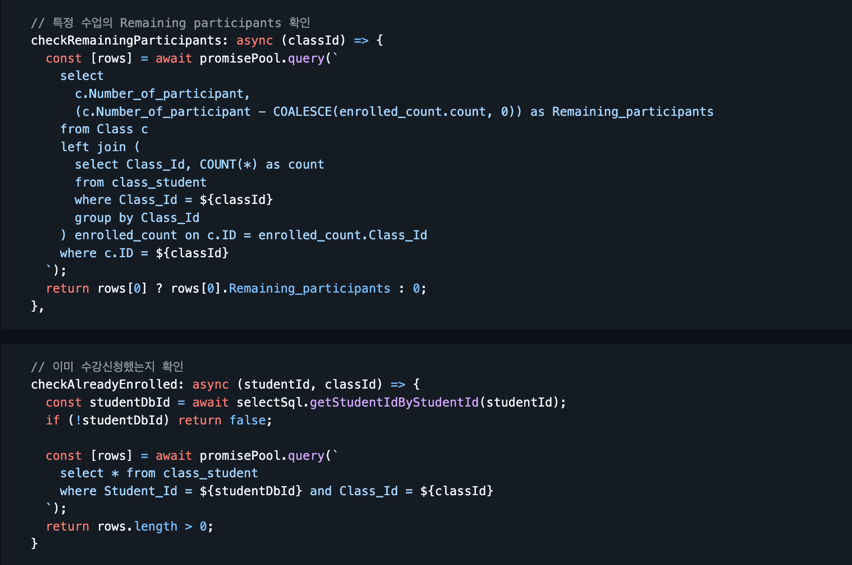 // 특정 수업의 Remaining participants 확인
checkRemainingParticipants: async (classId) => {
  const [rows] = await promisePool.query(`
    select
      c.Number_of_participant,
      (c.Number_of_participant - COALESCE(enrolled_count.count, 0)) as Remaining_participants
    from Class c
    left join (
      select Class_Id, COUNT(*) as count
      from class_student
      where Class_Id = ${classId}
      group by Class_Id
    ) enrolled_count on c.ID = enrolled_count.Class_Id
    where c.ID = ${classId}
  `);
  return rows[0] ? rows[0].Remaining_participants : 0;
},
// 이미 수강신청했는지 확인
checkAlreadyEnrolled: async (studentId, classId) => {
  const studentDbId = await selectSql.getStudentIdByStudentId(studentId);
  if (!studentDbId) return false;
  const [rows] = await promisePool.query(`
    select * from class_student
    where Student_Id = ${studentDbId} and Class_Id = ${classId}
  `);
  return rows.length > 0;
}